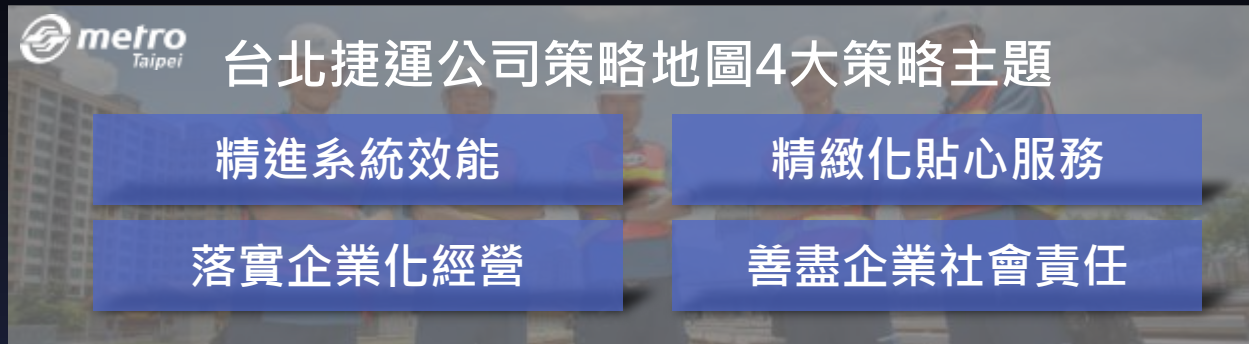 metro
Taipei
台北捷運公司策略地圖4大策略主題
精進系統效能
精緻化貼心服務
落實企業化經營
善盡企業社會責任